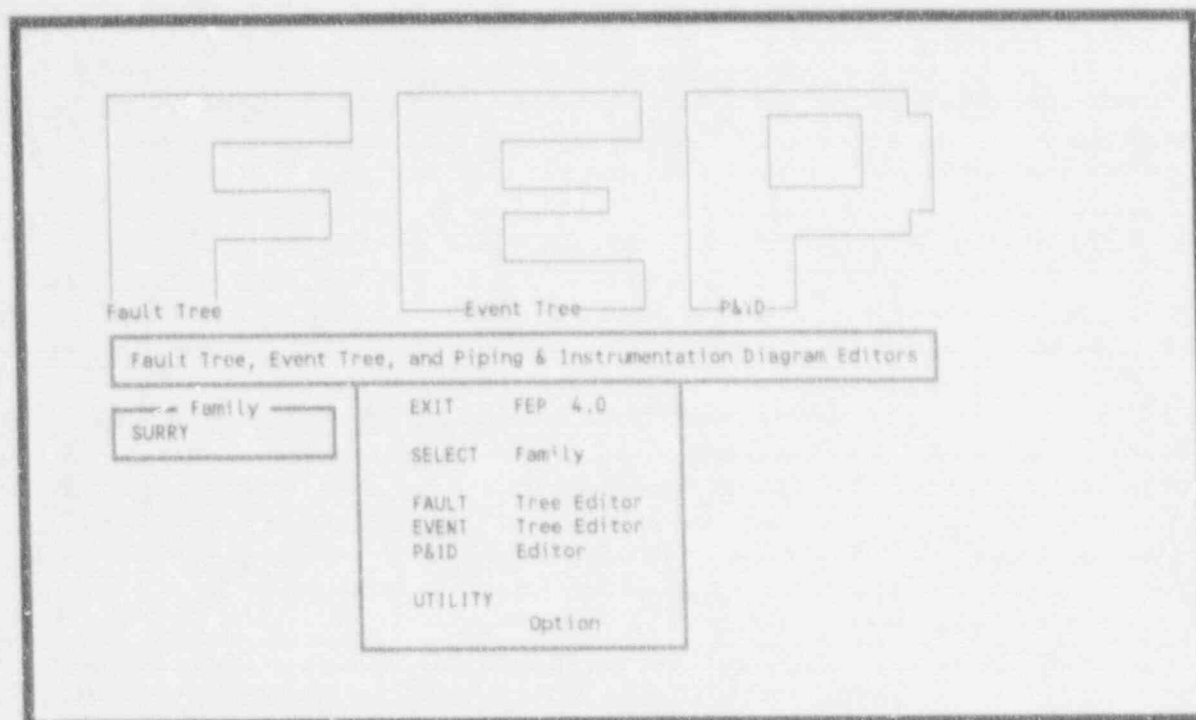 FEP
Fault Tree Event Tree P&ID
Fault Tree, Event Tree, and Piping & Instrumentation Diagram Editors
Family
SURRY
EXIT FEP 4.0
SELECT Family
FAULT Tree Editor
EVENT Tree Editor
P&ID Editor
UTILITY
Option